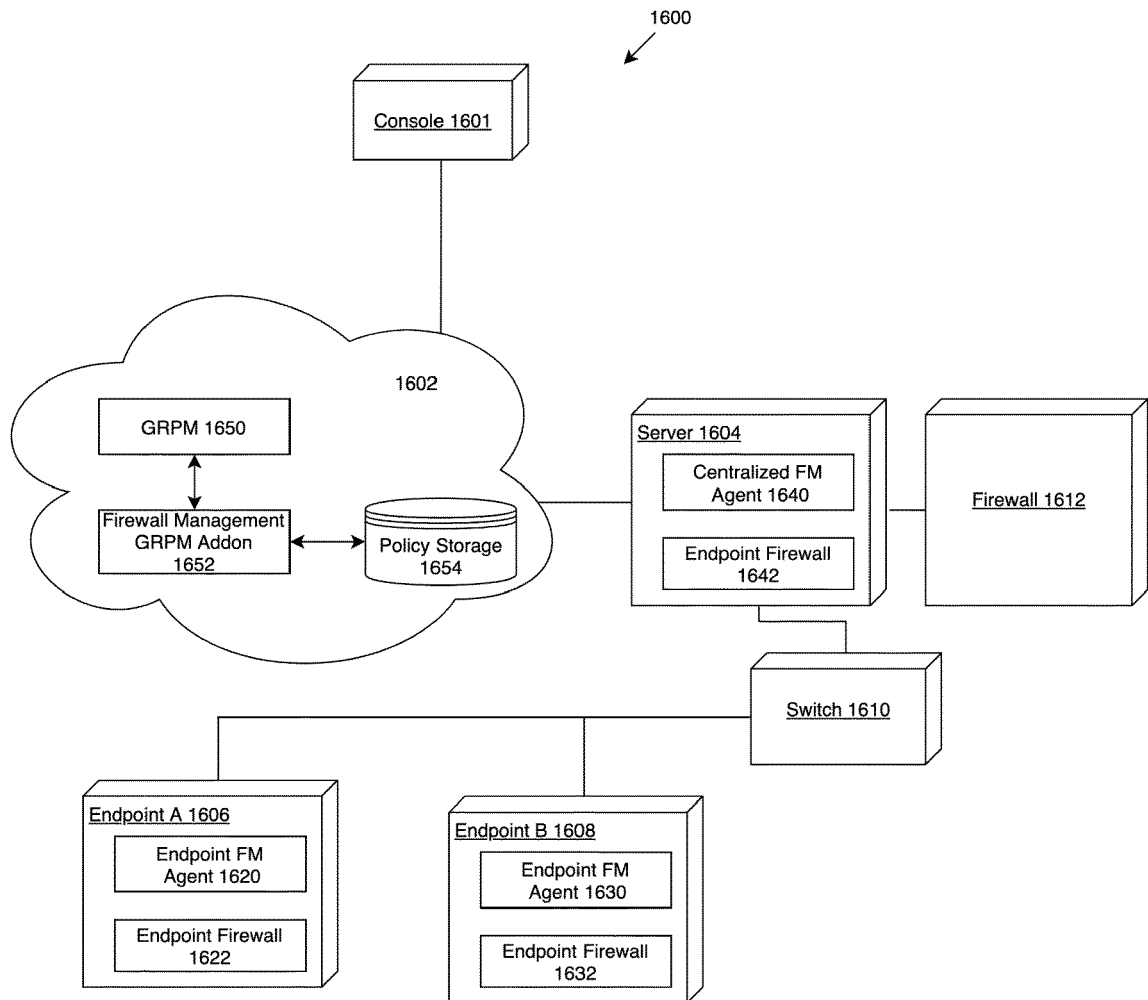 1600
Console 1601
1602
GRPM 1650
Firewall Management
GRPM Addon
1652
Policy Storage
1654
Server 1604
Centralized FM
Agent 1640
Endpoint Firewall
1642
Firewall 1612
Switch 1610
Endpoint A 1606
Endpoint FM
Agent 1620
Endpoint Firewall
1622
Endpoint B 1608
Endpoint FM
Agent 1630
Endpoint Firewall
1632